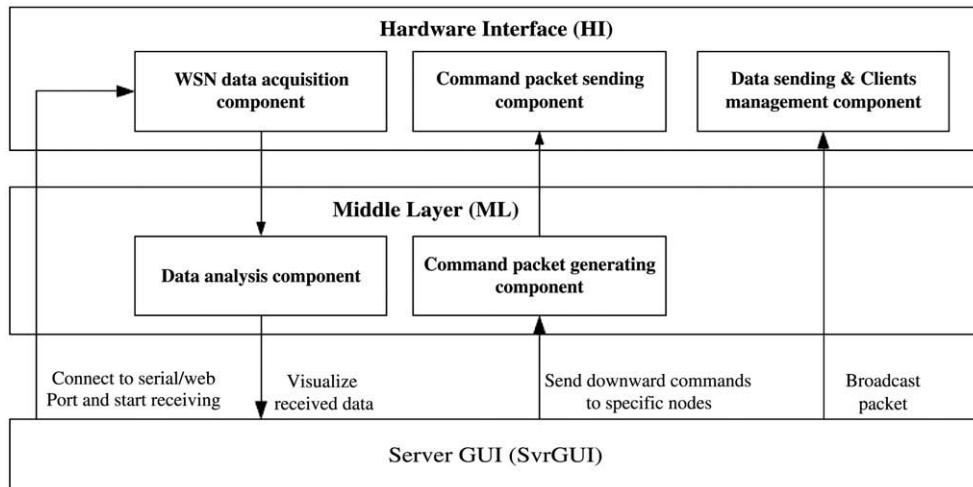 Hardware Interface (HI)
WSN data acquisition
component
Command packet sending
component
Data sending & Clients
management component
Middle Layer (ML)
Data analysis component
Command packet generating
component
Connect to serial/web
Port and start receiving
Visualize
received data
Send downward commands
to specific nodes
Broadcast
packet
Server GUI (SvrGUI)